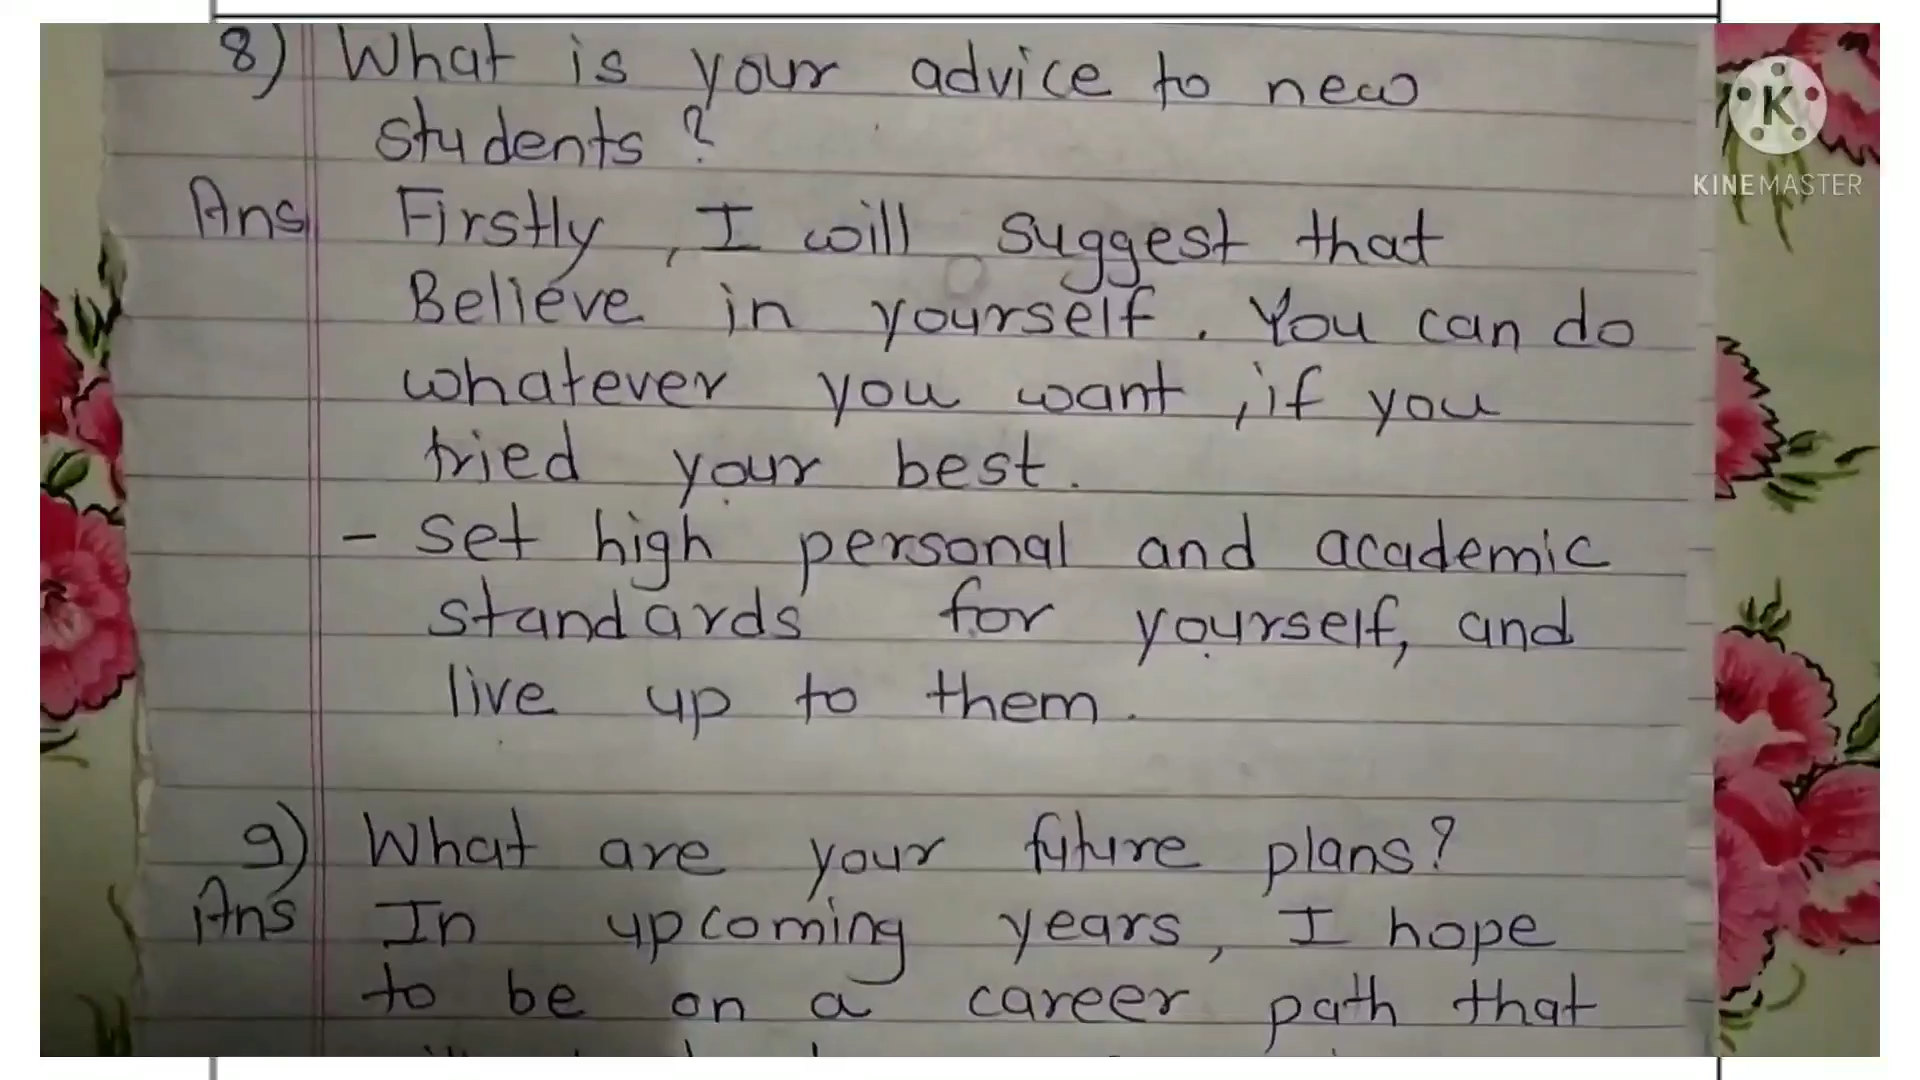 8) What is your advice to new
students?
Ans Firstly, I will suggest that
Believe in yourself. You can do
whatever you want, if you
tried your best.
- Set high personal and academic
standards for yourself, and
live up to them.
9) What are your future plans?
Ans In upcoming years, I hope
to be on a career path that
K
KINEMASTER